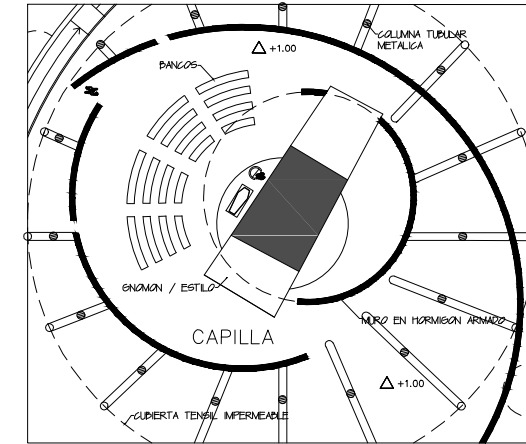 COLUMNA TUBULAR
METALICA
+1.00
BANCOS
GNOMON / ESTILO
MURO EN HORMIGON ARMADO
CAPILLA
+1.00
CUBIERTA TENSIL IMPERMEABLE